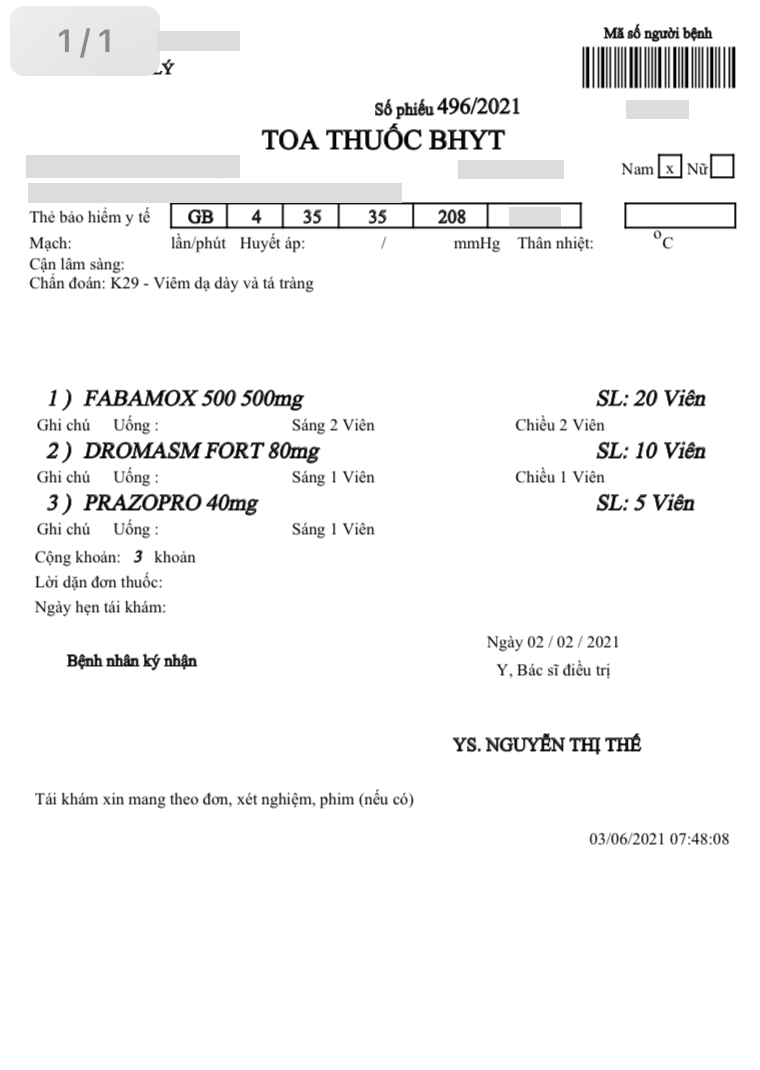 1/1
Mã số người bệnh
LÝ
Số phiếu 496/2021
TOA THUỐC BHYT
Nam x Nữ
Thẻ bảo hiểm y tế GB 4 35 35 208
Mạch: lần/phút Huyết áp: / mmHg Thân nhiệt: °C
Cận lâm sàng:
Chẩn đoán: K29 - Viêm dạ dày và tá tràng
1 ) FABAMOX 500 500mg SL: 20 Viên
Ghi chú Uống : Sáng 2 Viên Chiều 2 Viên
2 ) DROMASM FORT 80mg SL: 10 Viên
Ghi chú Uống : Sáng 1 Viên Chiều 1 Viên
3 ) PRAZOPRO 40mg SL: 5 Viên
Ghi chú Uống : Sáng 1 Viên
Cộng khoản: 3 khoản
Lời dặn đơn thuốc:
Ngày hẹn tái khám:
Ngày 02 / 02 / 2021
Bệnh nhân ký nhận
Y, Bác sĩ điều trị
YS. NGUYỄN THỊ THẾ
Tái khám xin mang theo đơn, xét nghiệm, phim (nếu có)
03/06/2021 07:48:08